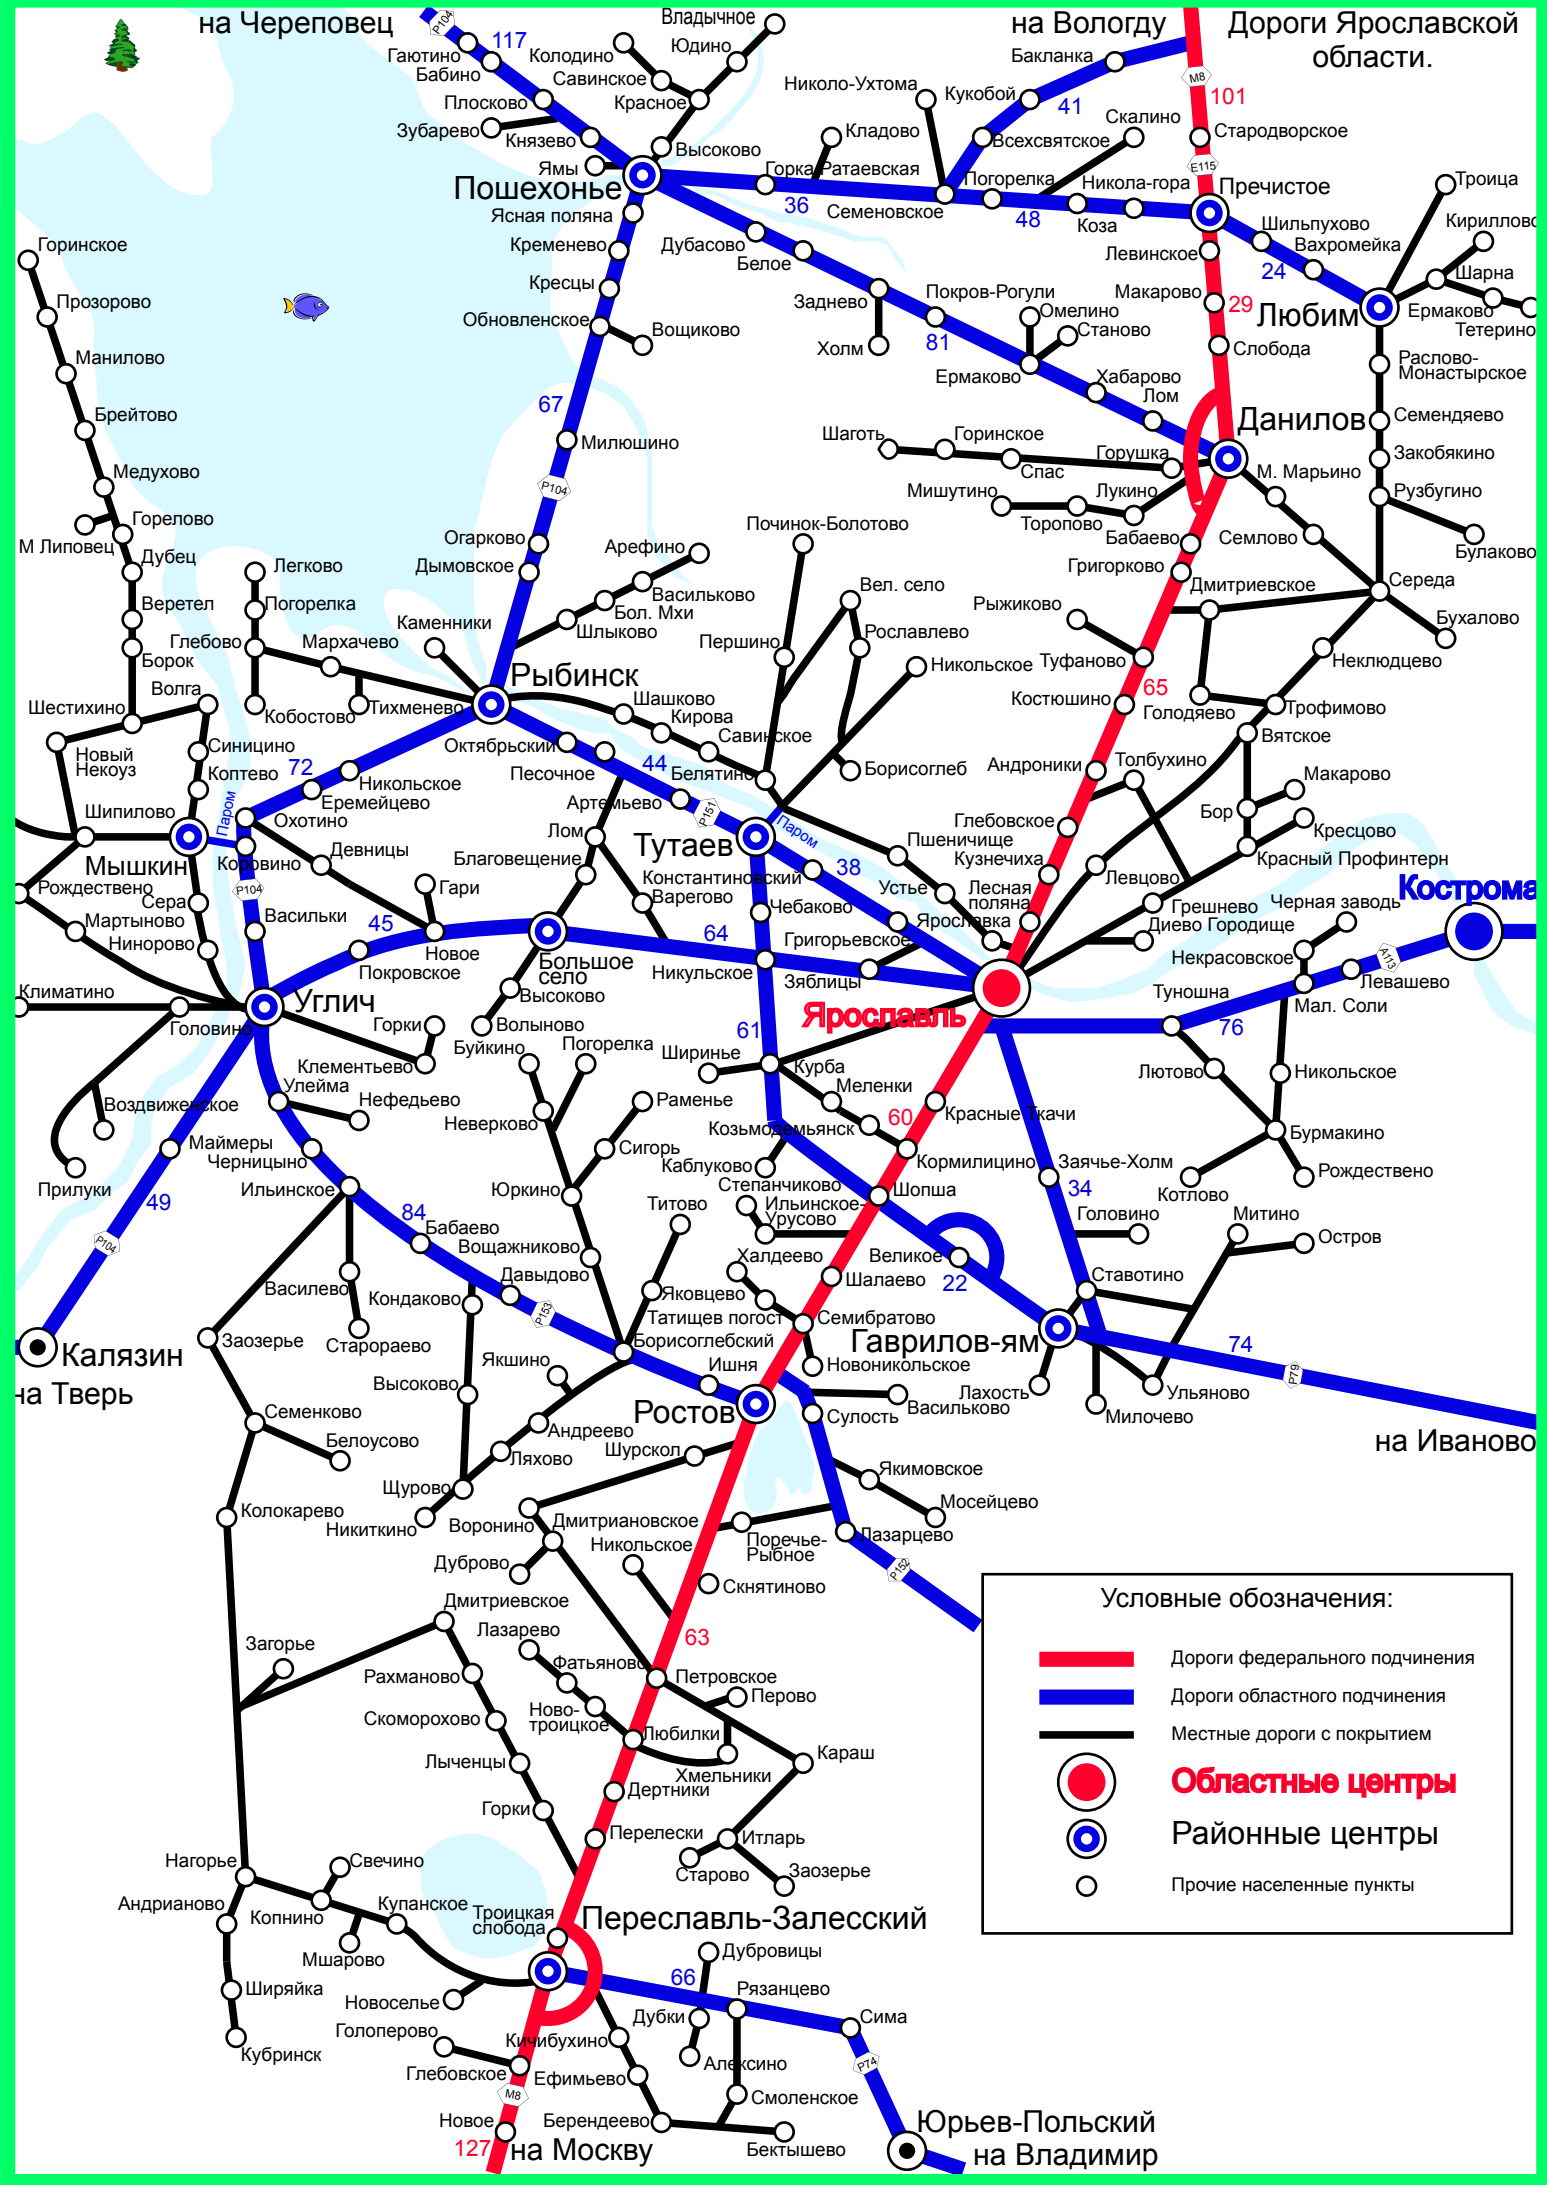 на Череповец
Владычное
на Вологду
Дороги Ярославской
области.
P104
117
Гаютино
Бабино
Колодино
Юдино
Савинское
Бакланка
Николо-Ухтома
Кукобой
M8
101
41
Плосково
Красное
Скалино
Зубарево
Князево
Кладово
Всехсвятское
Стародворское
Высоково
Ямы
E115
Горка
Ратаевская
Погорелка
Никола-гора
Пречистое
Троица
Пошехонье
36
Семеновское
48
Коза
Ясная поляна
Шильпухово
Кириллово
Горинское
Кременево
Дубасово
Белое
Левинское
Вахромейка
24
Шарна
Кресцы
Прозорово
Заднево
Покров-Рогули
Макарово
29
Любим
Ермаково
Тетерино
Обновленское
Вощиково
Омелино
Станово
81
Холм
Слобода
Манилово
Ермаково
Хабарово
Лом
Раслово-
Монастырское
67
Брейтово
Милюшино
Шаготь
Горинское
Данилов
Семендяево
Спас
Горушка
М. Марьино
Закобякино
Медухово
P104
Мишутино
Лукино
Рузбугино
М Липовец
Горелово
Торопово
Починок-Болотово
Огарково
Бабаево
Семлово
Булаково
Дубец
Легково
Дымовское
Арефино
Григорково
Веретел
Погорелка
Васильково
Бол. Мхи
Вел. село
Дмитриевское
Середа
Рыжиково
Каменники
Шлыково
Бухалово
Глебово
Мархачево
Першино
Рославлево
Борок
Туфаново
Неклюдцево
Рыбинск
Никольское
Волга
65
Шестихино
Кобостово
Тихменево
Шашково
Костюшино
Голодяево
Трофимово
Кирова
Новый
Некоуз
Синицино
Октябрьский
Савинское
Вятское
72
44
Коптево
Никольское
Песочное
Белятино
Борисоглеб
Андроники
Толбухино
Макарово
Еремейцево
Артемьево
P151
Шипилово
Паром
Охотино
Лом
Тутаев
Паром
Глебовское
Бор
Кресцово
Мышкин
Коровино
Девницы
Благовещение
Пшеничище
Кузнечиха
Красный Профинтерн
Рождествено
P104
Гари
Константиновский
38
Левцово
Кострома
Сера
Варегово
Устье
Лесная
поляна
Мартыново
Васильки
45
Чебаково
Ярославка
Грешнево
Черная заводь
Диево Городище
Нинорово
64
Григорьевское
Покровское
Новое
Большое
село
Никульское
Зяблицы
Некрасовское
A113
Левашево
Климатино
Углич
Высоково
Туношна
Мал. Соли
Головино
Горки
Волыново
Ярославль
61
76
Буйкино
Погорелка
Ширинье
Курба
Клементьево
Лютово
Никольское
Улейма
Нефедьево
Меленки
Воздвиженское
Раменье
60
Красные Ткачи
Неверково
Козьмодемьянск
Бурмакино
Маймеры
Сигорь
Черницыно
Каблуково
Кормилицино
Заячье-Холм
Рождествено
Прилуки
Ильинское
Юркино
Степанчиково
Шопша
34
Котлово
49
84
Титово
Ильинское-
Урусово
Головино
Митино
P104
Бабаево
Остров
Вощажниково
Халдеево
Великое
22
Василево
Давыдово
Шалаево
Ставотино
Кондаково
P153
Яковцево
Татищев погост
Семибратово
Заозерье
Старораево
Борисоглебский
Гаврилов-ям
74
Калязин
Якшино
Ишня
Новоникольское
P79
на Тверь
Высоково
Лахость
Ульяново
Ростов
Васильково
Милочево
Семенково
Андреево
Сулость
Белоусово
Ляхово
Шурскол
на Иваново
Щурово
Якимовское
Колокарево
Никиткино
Воронино
Дмитриановское
Мосейцево
Никольское
Поречье-
Рыбное
Лазарцево
Дуброво
P152
Скнятиново
Дмитриевское
Лазарево
63
Загорье
Рахманово
Фатьяново
Петровское
Перово
Скоморохово
Ново-
троицкое
Любилки
Лыченцы
Хмельники
Караш
Дертники
Горки
Перелески
Итларь
Нагорье
Свечино
Старово
Заозерье
Андрианово
Копнино
Купанское
Троицкая
слобода
Переславль-Залесский
Мшарово
Дубровицы
66
Ширяйка
Новоселье
Рязанцево
Голоперово
Дубки
Сима
Кубринск
Кичибухино
Глебовское
Ефимьево
Алексино
P74
M8
Смоленское
Новое
Берендеево
127
на Москву
Бектышево
Юрьев-Польский
на Владимир
Условные обозначения:
Дороги федерального подчинения
Дороги областного подчинения
Местные дороги с покрытием
Областные центры
Районные центры
Прочие населенные пункты